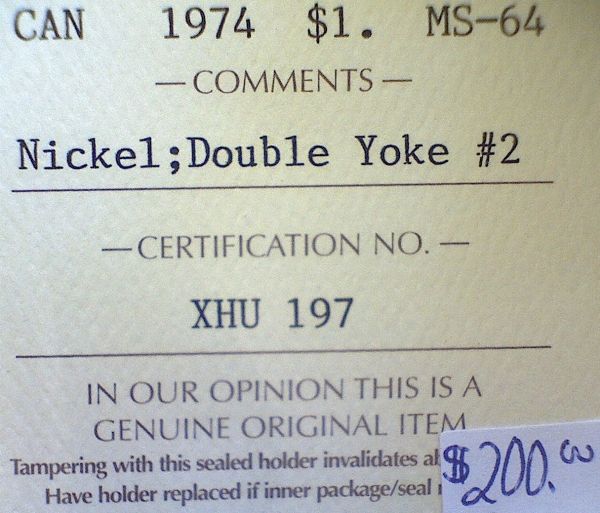 CAN 1974 $1. MS-64
— COMMENTS —
Nickel;Double Yoke #2
— CERTIFICATION NO. —
XHU 197
IN OUR OPINION THIS IS A
GENUINE ORIGINAL ITEM
Tampering with this sealed holder invalidates
Have holder replaced if inner package/seal
$200.